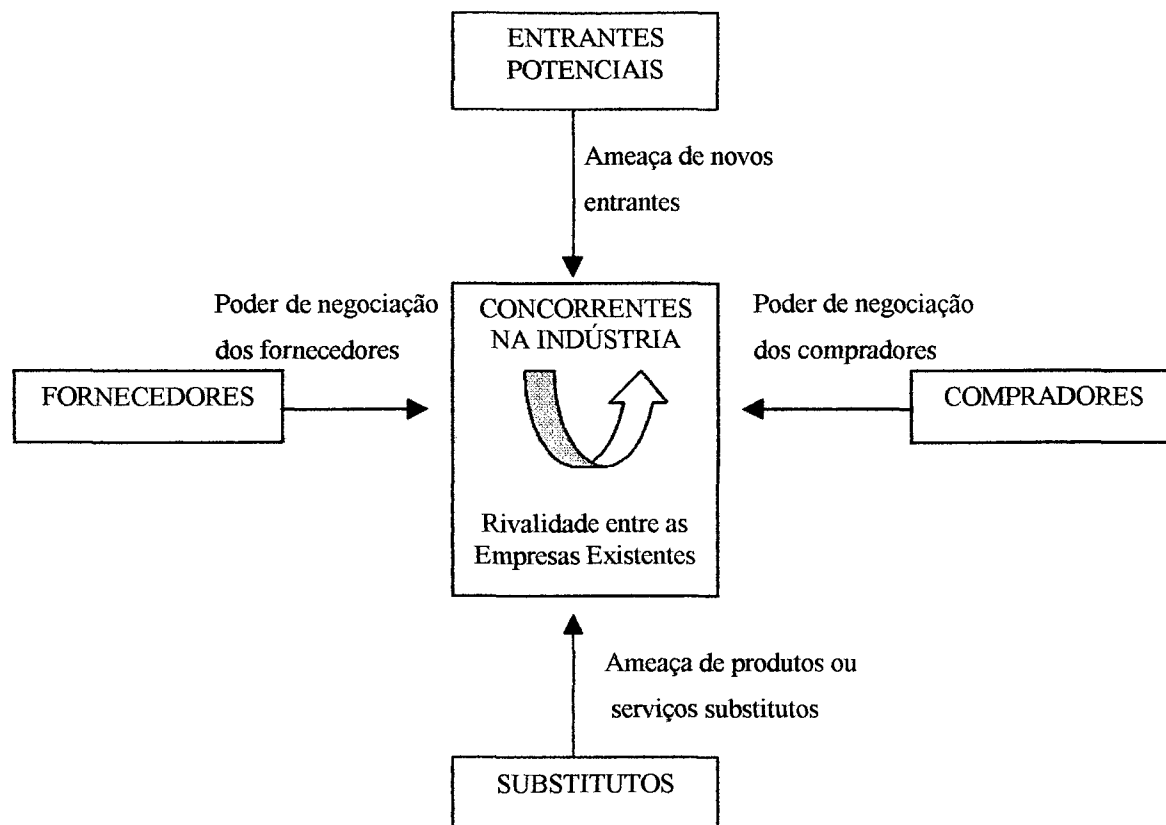 ENTRANTES
POTENCIAIS
Ameaça de novos
entrantes
Poder de negociação
dos fornecedores
FORNECEDORES
CONCORRENTES
NA INDÚSTRIA
Rivalidade entre as
Empresas Existentes
Poder de negociação
dos compradores
COMPRADORES
Ameaça de produtos ou
serviços substitutos
SUBSTITUTOS